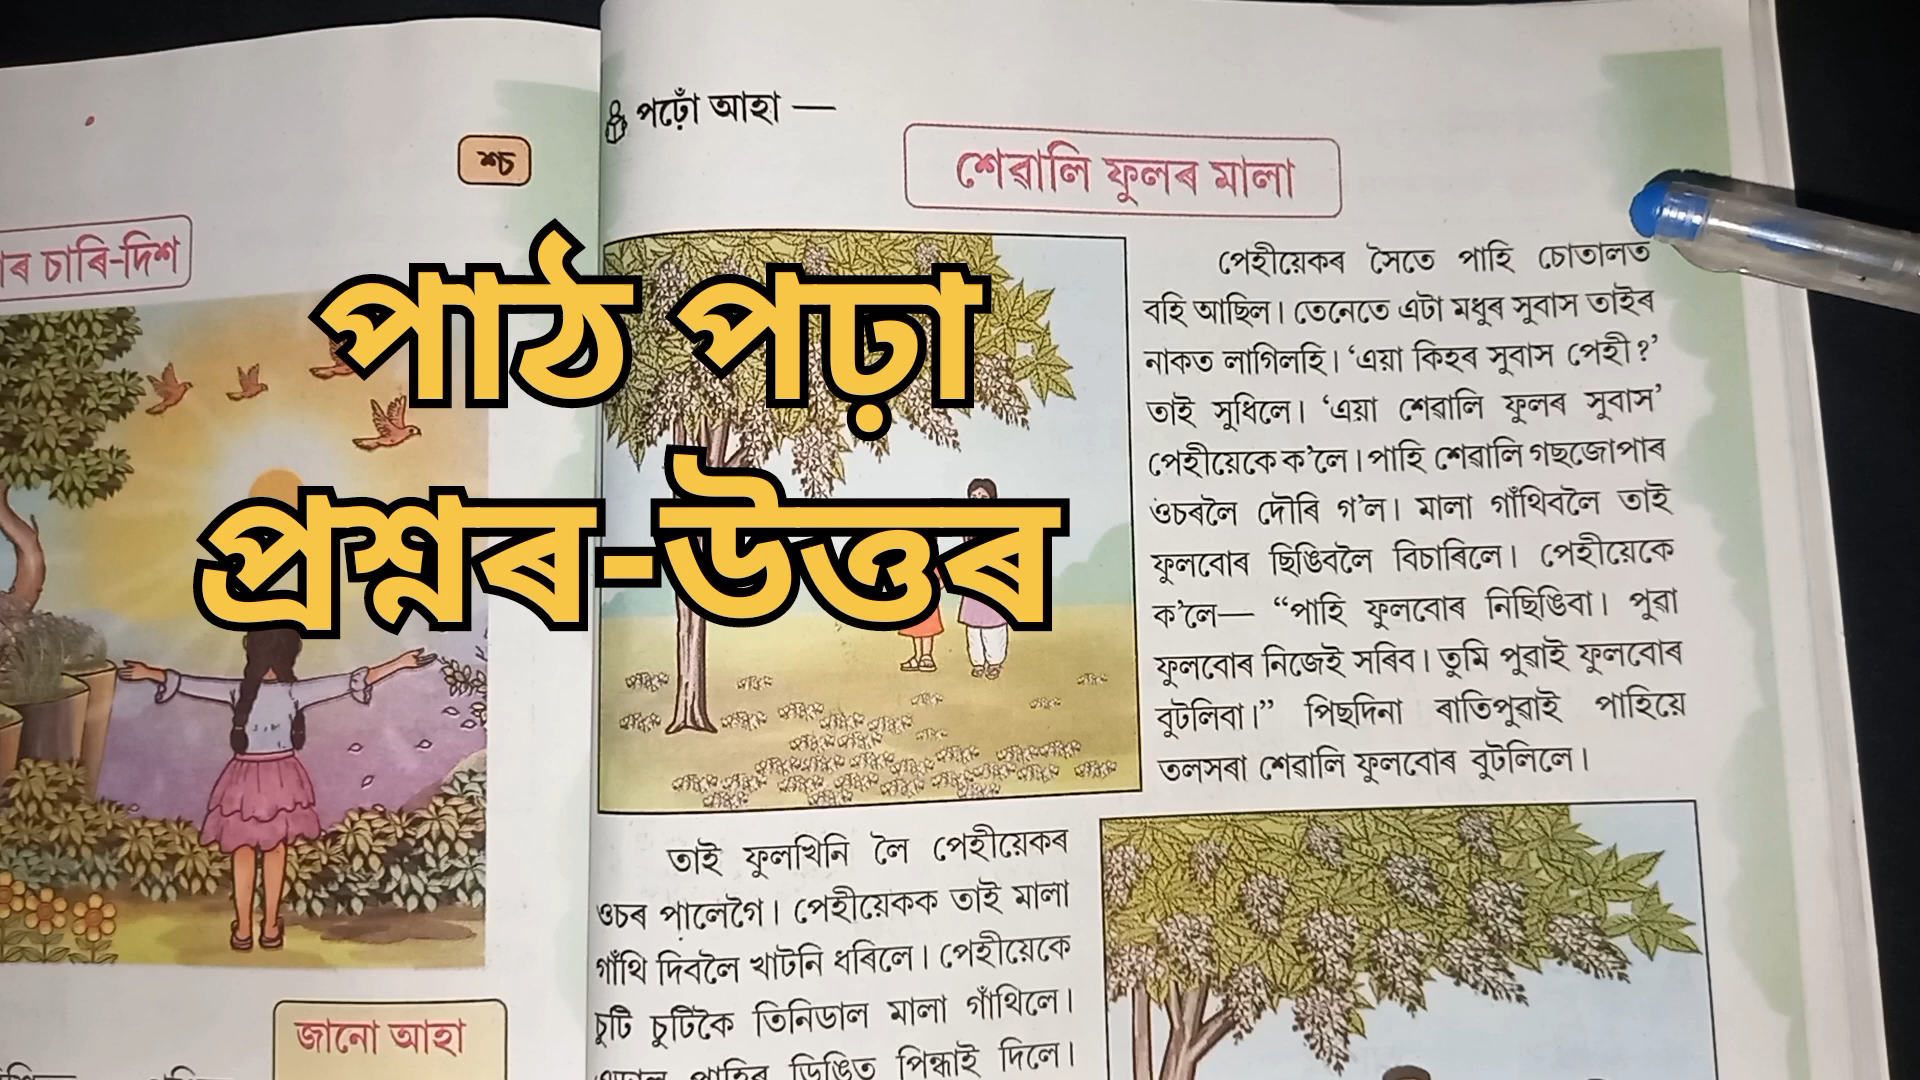 পাঠ পঢ়া
প্ৰশ্নৰ-উত্তৰ
শ্চ
ৰ চাৰি-দিশ
জানো আহা
পঢ়োঁ আহা —
শেৱালি ফুলৰ মালা
পেহীয়েকৰ সৈতে পাহি চোতালত
বহি আছিল। তেনেতে এটা মধুৰ সুবাস তাইৰ
নাকত লাগিলহি। ‘এয়া কিহৰ সুবাস পেহী?’
তাই সুধিলে। ‘এয়া শেৱালি ফুলৰ সুবাস’
পেহীয়েকে ক’লে। পাহি শেৱালি গছজোপাৰ
ওচৰলৈ দৌৰি গ’ল। মালা গাঁথিবলৈ তাই
ফুলবোৰ ছিঙিবলৈ বিচাৰিলে। পেহীয়েকে
ক’লে— “পাহি ফুলবোৰ নিছিঙিবা। পুৱা
ফুলবোৰ নিজেই সৰিব। তুমি পুৱাই ফুলবোৰ
বুটলিবা।” পিছদিনা ৰাতিপুৱাই পাহিয়ে
তলসৰা শেৱালি ফুলবোৰ বুটলিলে।
তাই ফুলখিনি লৈ পেহীয়েকৰ
ওচৰ পালেগৈ। পেহীয়েকক তাই মালা
গাঁথি দিবলৈ খাটনি ধৰিলে। পেহীয়েকে
চুটি চুটিকৈ তিনিডাল মালা গাঁথিলে।
এডাল পাহিৰ ডিঙিত পিন্ধাই দিলে।